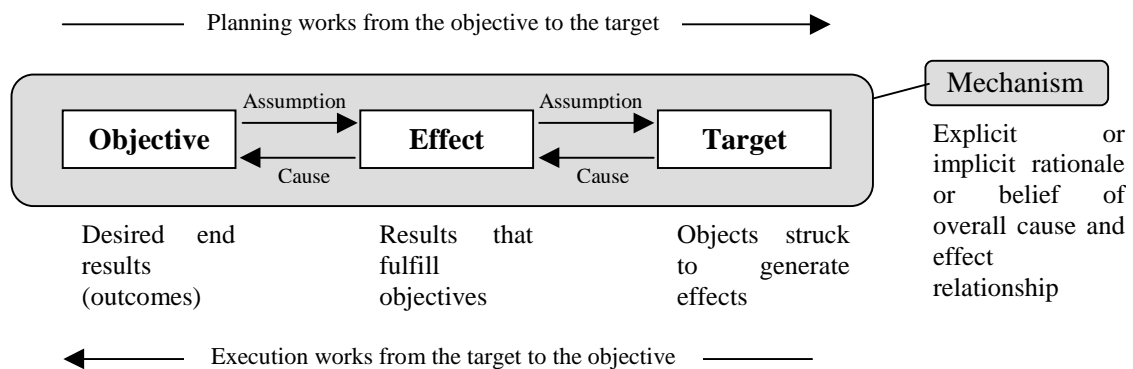 Planning works from the objective to the target
Mechanism
Assumption
Assumption
Objective
Effect
Target
Cause
Cause
Explicit or
implicit rationale
or belief of
overall cause and
effect
relationship
Desired end
results
(outcomes)
Results that
fulfill
objectives
Objects struck
to generate
effects
Execution works from the target to the objective